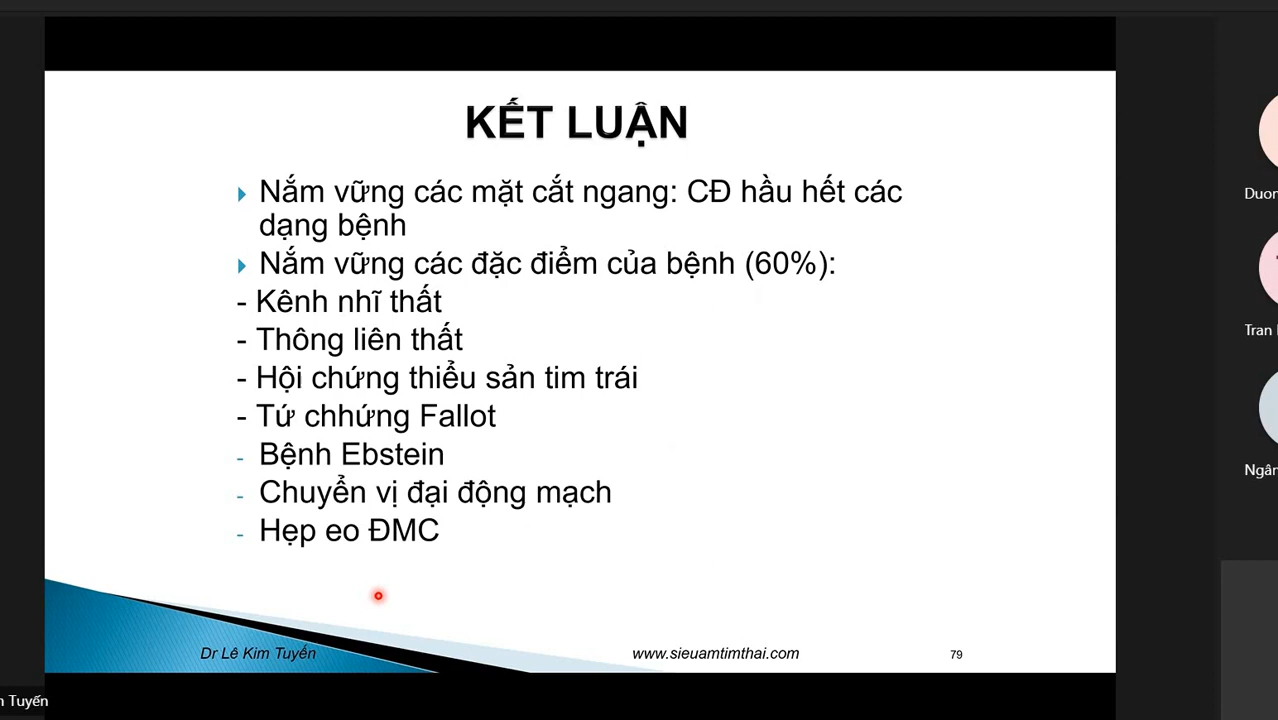 KẾT LUẬN
Nắm vững các mặt cắt ngang: CĐ hầu hết các
dạng bệnh
Nắm vững các đặc điểm của bệnh (60%):
- Kênh nhĩ thất
- Thông liên thất
- Hội chứng thiểu sản tim trái
- Tứ chhứng Fallot
- Bệnh Ebstein
- Chuyển vị đại động mạch
- Hẹp eo ĐMC
Dr Lê Kim Tuyến
www.sieuamtimthai.com
79
Tuyến
Duon
Tran
Ngân